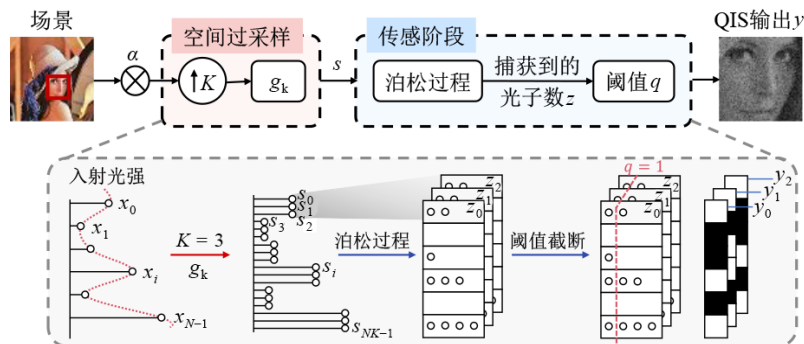 场景
空间过采样
传感阶段
QIS输出y
α
↑K
g_k
s
泊松过程
捕获到的
光子数z
阈值q
入射光强
x_0
x_1
x_i
x_{N-1}
K = 3
g_k
s_0
s_1
s_2
s_3
s_i
s_{NK-1}
泊松过程
z_2
z_1
z_0
阈值截断
q = 1
z_2
z_1
z_0
y_2
y_1
y_0